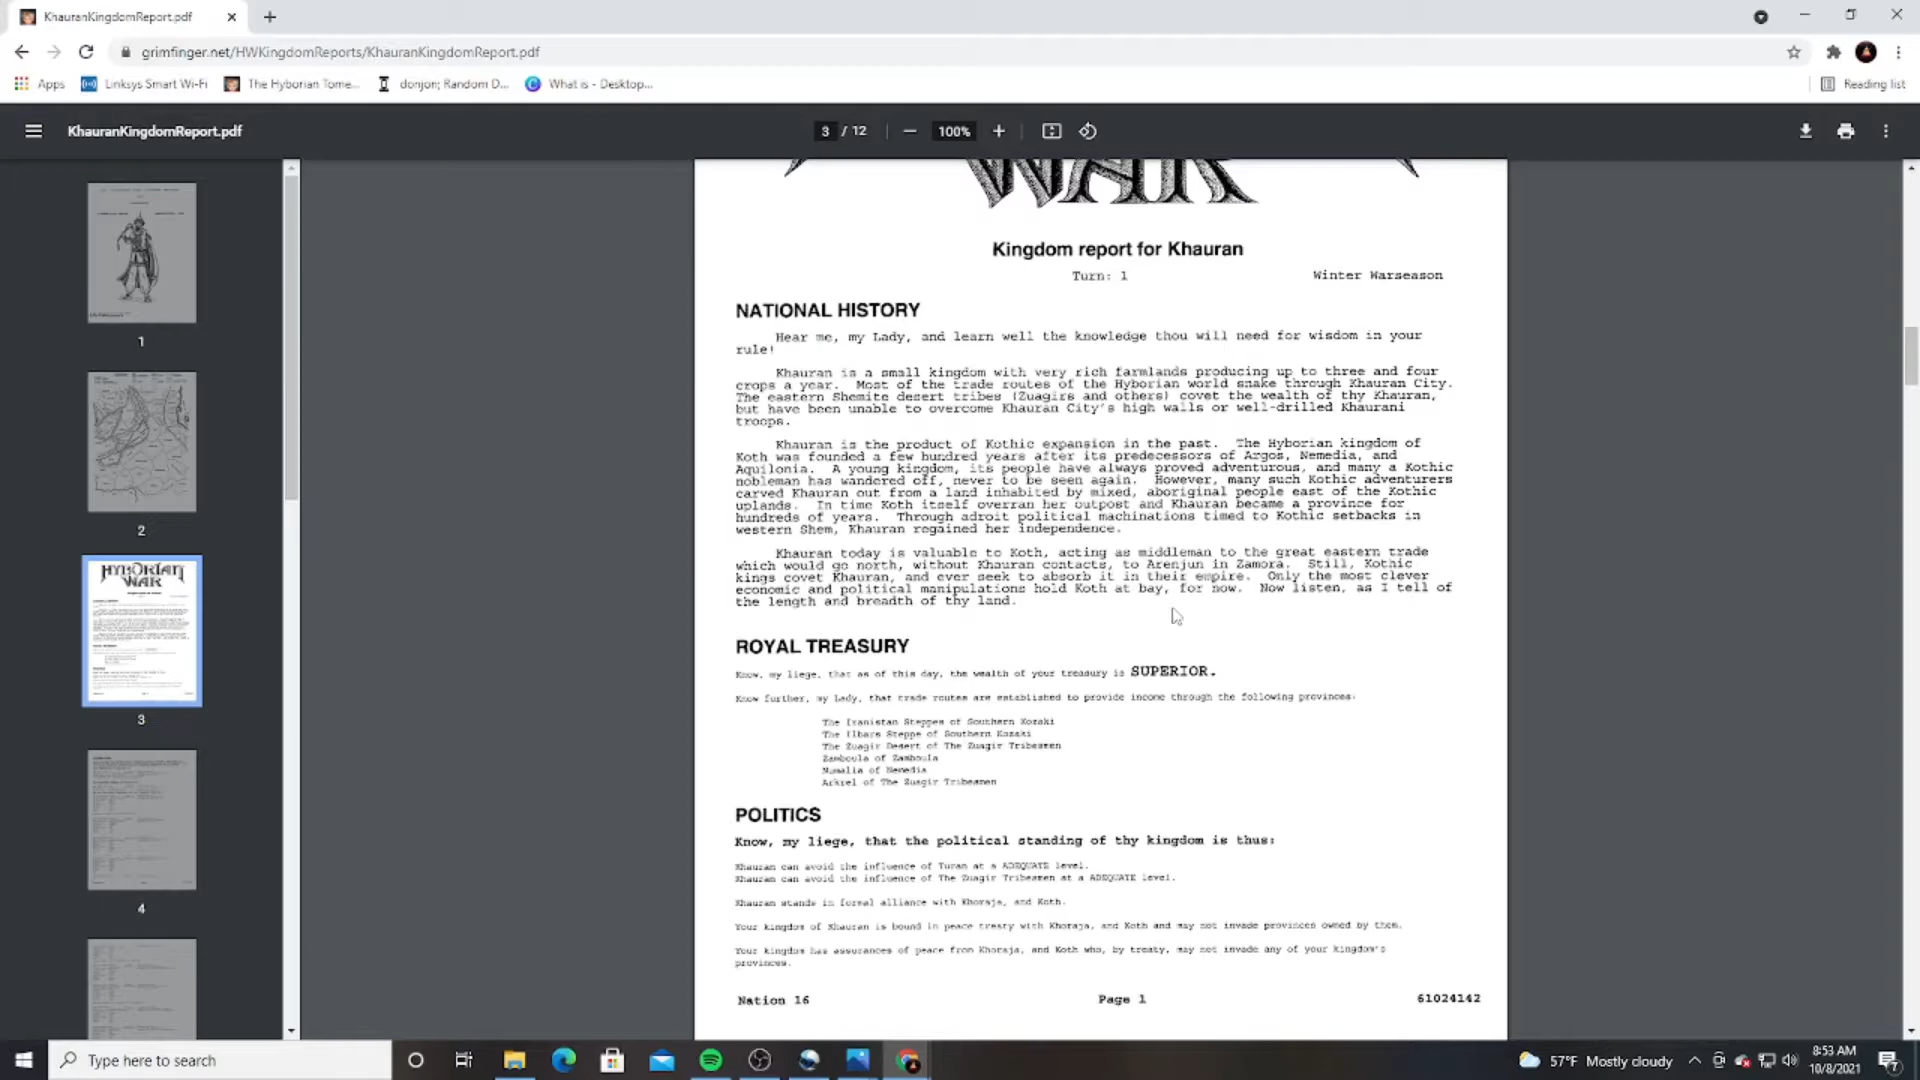 KhauranKingdomReport.pdf
grimfinger.net/HWKingdomReports/KhauranKingdomReport.pdf
Apps
Linksys Smart Wi-Fi
The Hyborian Tome...
donjon; Random D...
What is - Desktop...
Reading list
KhauranKingdomReport.pdf
3 / 12
100%
1
2
HYBORIAN
WAR
3
4
WAR
Kingdom report for Khauran
Turn: 1
Winter Warseason
NATIONAL HISTORY
Hear me, my Lady, and learn well the knowledge thou will need for wisdom in your
rule!
Khauran is a small kingdom with very rich farmlands producing up to three and four
crops a year. Most of the trade routes of the Hyborian world snake through Khauran City.
The eastern Shemite desert tribes (Zuagirs and others) covet the wealth of thy Khauran,
but have been unable to overcome Khauran City's high walls or well-drilled Khaurani
troops.
Khauran is the product of Kothic expansion in the past. The Hyborian kingdom of
Koth was founded a few hundred years after its predecessors of Argos, Nemedia, and
Aquilonia. A young kingdom, its people have always proved adventurous, and many a Kothic
nobleman has wandered off, never to be seen again. However, many such Kothic adventurers
carved Khauran out from a land inhabited by mixed, aboriginal people east of the Kothic
uplands. In time Koth itself overran her outpost and Khauran became a province for
hundreds of years. Through adroit political machinations timed to Kothic setbacks in
western Shem, Khauran regained her independence.
Khauran today is valuable to Koth, acting as middleman to the great eastern trade
which would go north, without Khauran contacts, to Arenjun in Zamora. Still, Kothic
kings covet Khauran, and ever seek to absorb it in their empire. Only the most clever
economic and political manipulations hold Koth at bay, for now. Now listen, as I tell of
the length and breadth of thy land.
ROYAL TREASURY
Know, my liege, that as of this day, the wealth of your treasury is SUPERIOR.
Know further, my Lady, that trade routes are established to provide income through the following provinces:
The Iranistan Steppes of Southern Kozaki
The Ilbars Steppe of Southern Kozaki
The Zuagir Desert of The Zuagir Tribesmen
Zamboula of Zamboula
Numalia of Nemedia
Arkrel of The Zuagir Tribesmen
POLITICS
Know, my liege, that the political standing of thy kingdom is thus:
Khauran can avoid the influence of Turan at a ADEQUATE level.
Khauran can avoid the influence of The Zuagir Tribesmen at a ADEQUATE level.
Khauran stands in formal alliance with Khoraja, and Koth.
Your kingdom of Khauran is bound in peace treaty with Khoraja, and Koth and may not invade provinces owned by them.
Your kingdom has assurances of peace from Khoraja, and Koth who, by treaty, may not invade any of your kingdom's
provinces.
Nation 16
Page 1
61024142
Type here to search
57°F Mostly cloudy
8:53 AM
10/8/2021